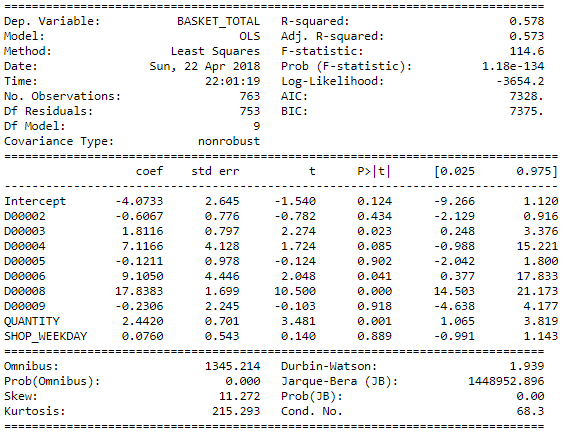 ==============================================================================
Dep. Variable:           BASKET_TOTAL   R-squared:                       0.578
Model:                            OLS   Adj. R-squared:                  0.573
Method:                 Least Squares   F-statistic:                     114.6
Date:                Sun, 22 Apr 2018   Prob (F-statistic):          1.18e-134
Time:                        22:01:19   Log-Likelihood:                -3654.2
No. Observations:                 763   AIC:                             7328.
Df Residuals:                     753   BIC:                             7375.
Df Model:                           9
Covariance Type:            nonrobust
================================================================================
                   coef    std err          t      P>|t|      [0.025      0.975]
--------------------------------------------------------------------------------
Intercept       -4.0733      2.645     -1.540      0.124      -9.266       1.120
D00002          -0.6067      0.776     -0.782      0.434      -2.129       0.916
D00003           1.8116      0.797      2.274      0.023       0.248       3.376
D00004           7.1166      4.128      1.724      0.085      -0.988      15.221
D00005          -0.1211      0.978     -0.124      0.902      -2.042       1.800
D00006           9.1050      4.446      2.048      0.041       0.377      17.833
D00008          17.8383      1.699     10.500      0.000      14.503      21.173
D00009          -0.2306      2.245     -0.103      0.918      -4.638       4.177
QUANTITY         2.4420      0.701      3.481      0.001       1.065       3.819
SHOP_WEEKDAY     0.0760      0.543      0.140      0.889      -0.991       1.143
==============================================================================
Omnibus:                     1345.214   Durbin-Watson:                   1.939
Prob(Omnibus):                  0.000   Jarque-Bera (JB):          1448952.896
Skew:                          11.272   Prob(JB):                         0.00
Kurtosis:                     215.293   Cond. No.                         68.3
==============================================================================